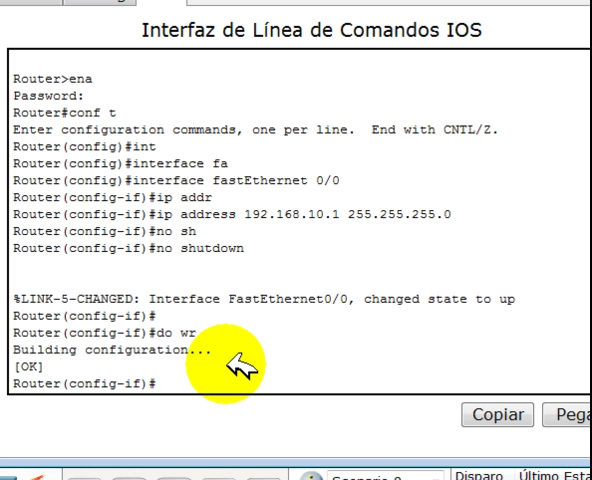 Interfaz de Línea de Comandos IOS
Router>ena
Password:
Router#conf t
Enter configuration commands, one per line.  End with CNTL/Z.
Router(config)#int
Router(config)#interface fa
Router(config)#interface fastEthernet 0/0
Router(config-if)#ip addr
Router(config-if)#ip address 192.168.10.1 255.255.255.0
Router(config-if)#no sh
Router(config-if)#no shutdown
%LINK-5-CHANGED: Interface FastEthernet0/0, changed state to up
Router(config-if)#
Router(config-if)#do wr
Building configuration...
[OK]
Router(config-if)#
Copiar Pega
Disparo Último Esta